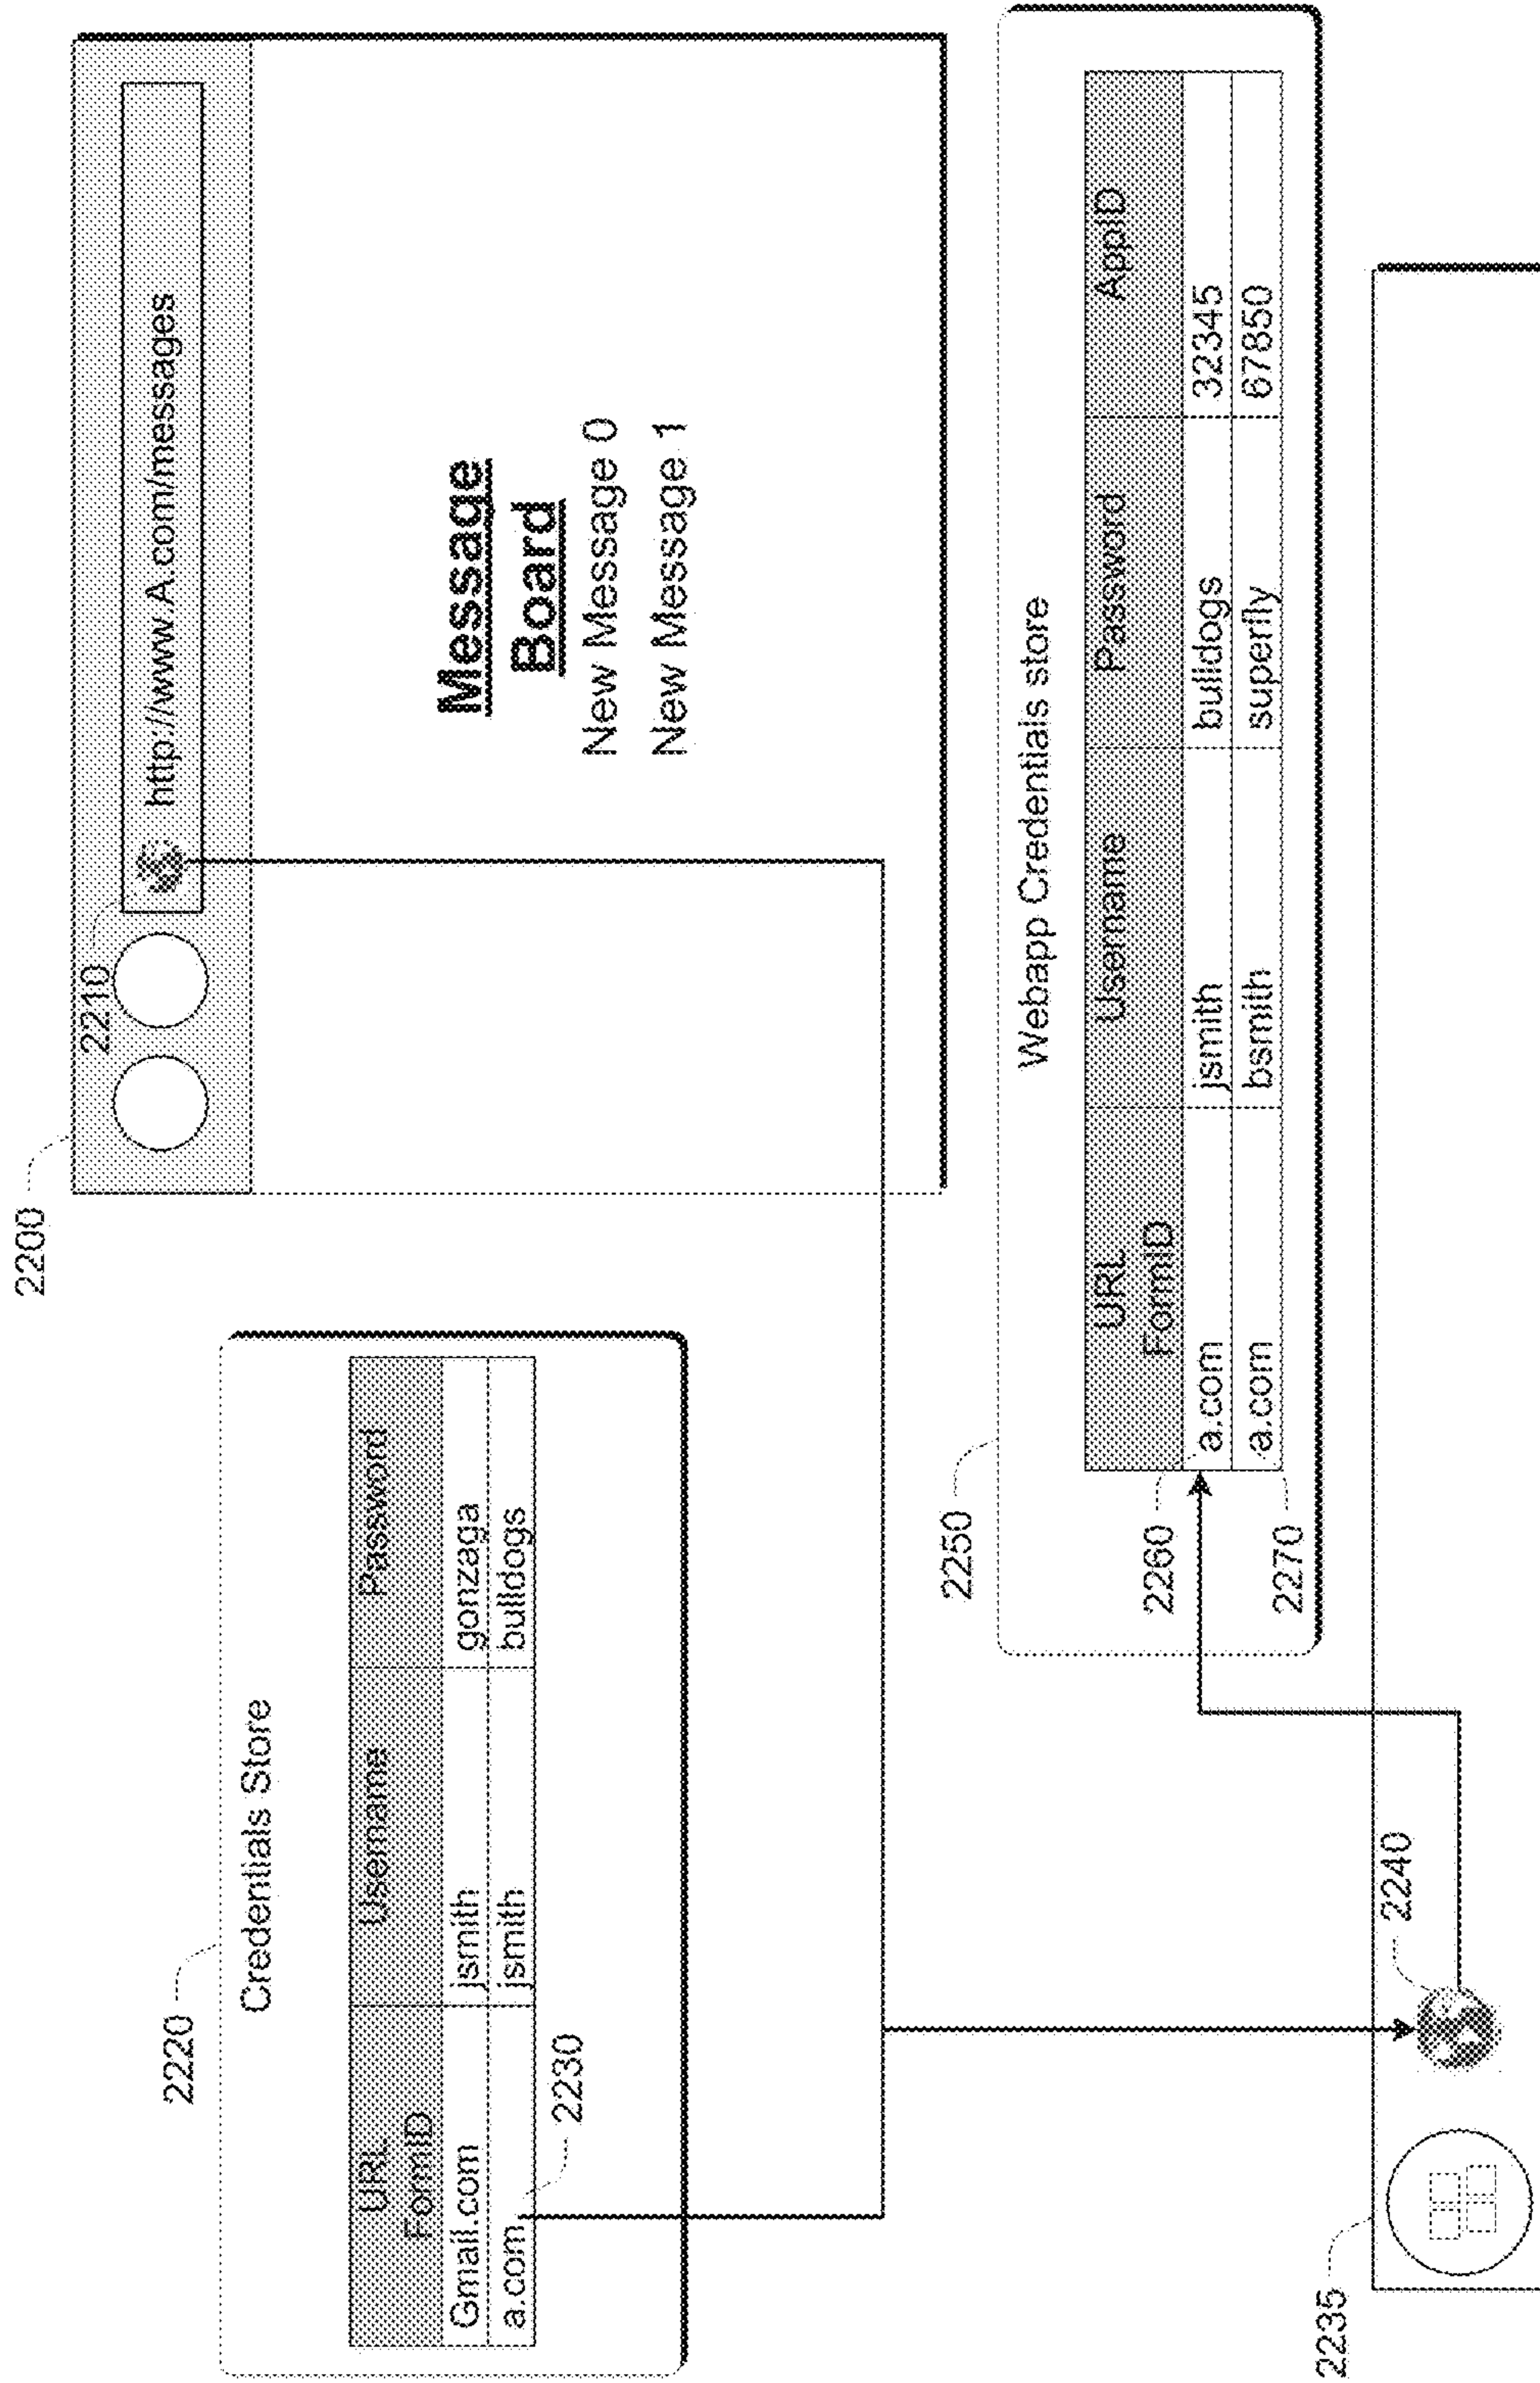 2200
2210
http://www.A.com/messages
Message
Board
New Message 0
New Message 1
2220
Credentials Store
URL FormID Username Password
Gmail.com jsmith gonzaga
a.com jsmith bulldogs
2230
2250
Webapp Credentials store
URL FormID Username Password AppID
2260
a.com jsmith bulldogs 32345
a.com bsmith superfly 67850
2270
2235
2240